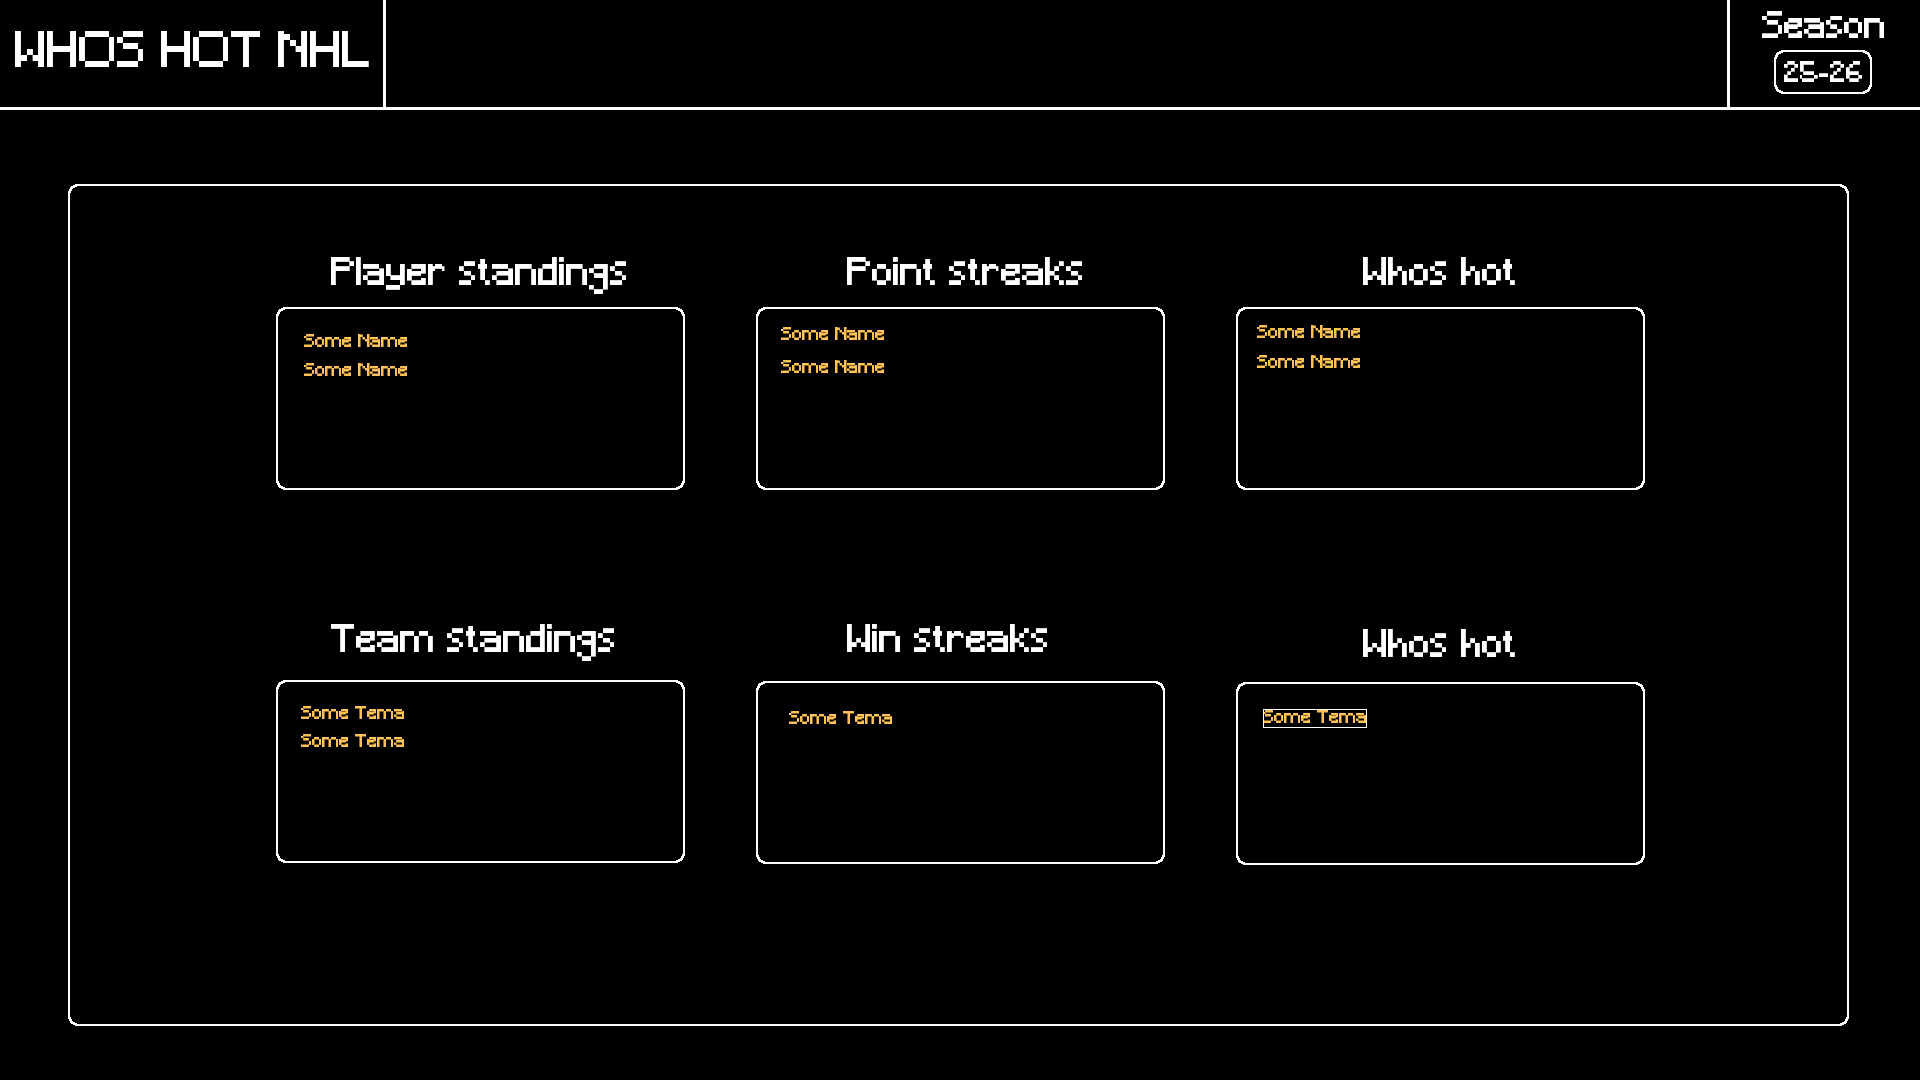 WHOS HOT NHL
Season
25-26
Player standings
Some Name
Some Name
Point streaks
Some Name
Some Name
Whos hot
Some Name
Some Name
Team standings
Some Tema
Some Tema
Win streaks
Some Tema
Whos hot
Some Tema